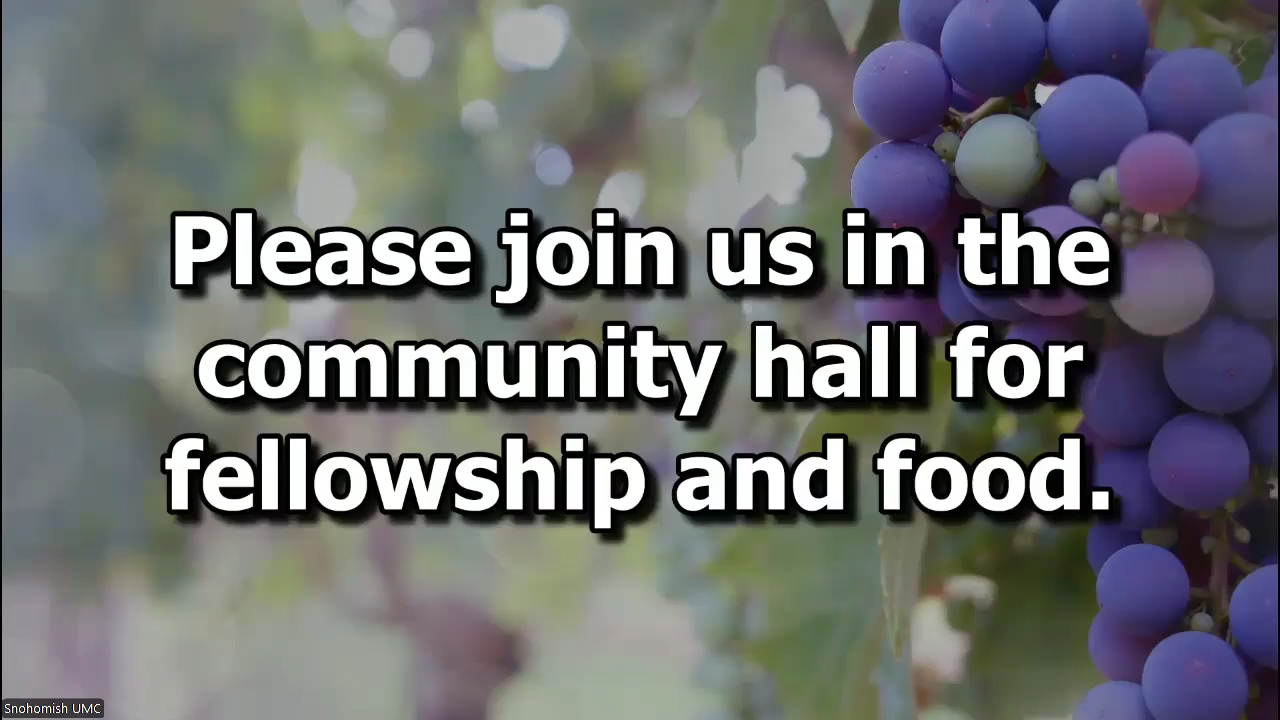 Please join us in the
community hall for
fellowship and food.
Snohomish UMC